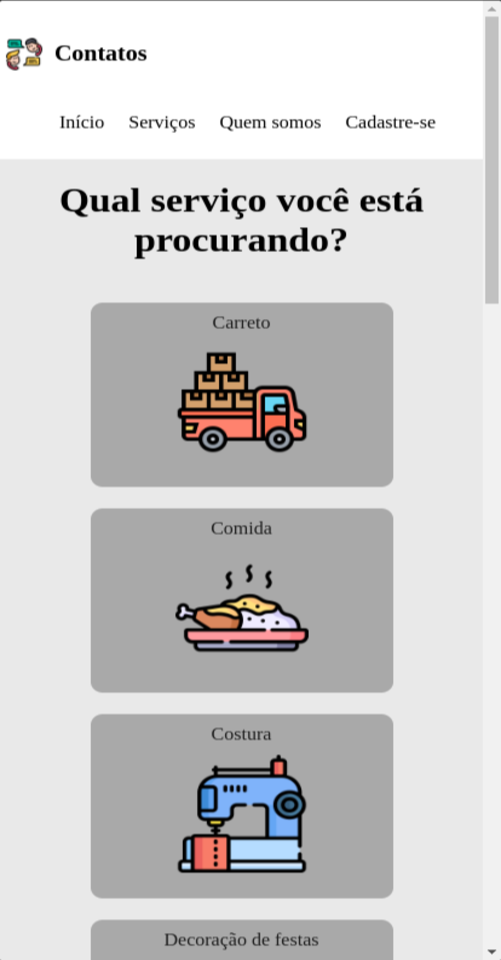 Contatos
Início Serviços Quem somos Cadastre-se
Qual serviço você está
procurando?
Carreto
Comida
Costura
Decoração de festas